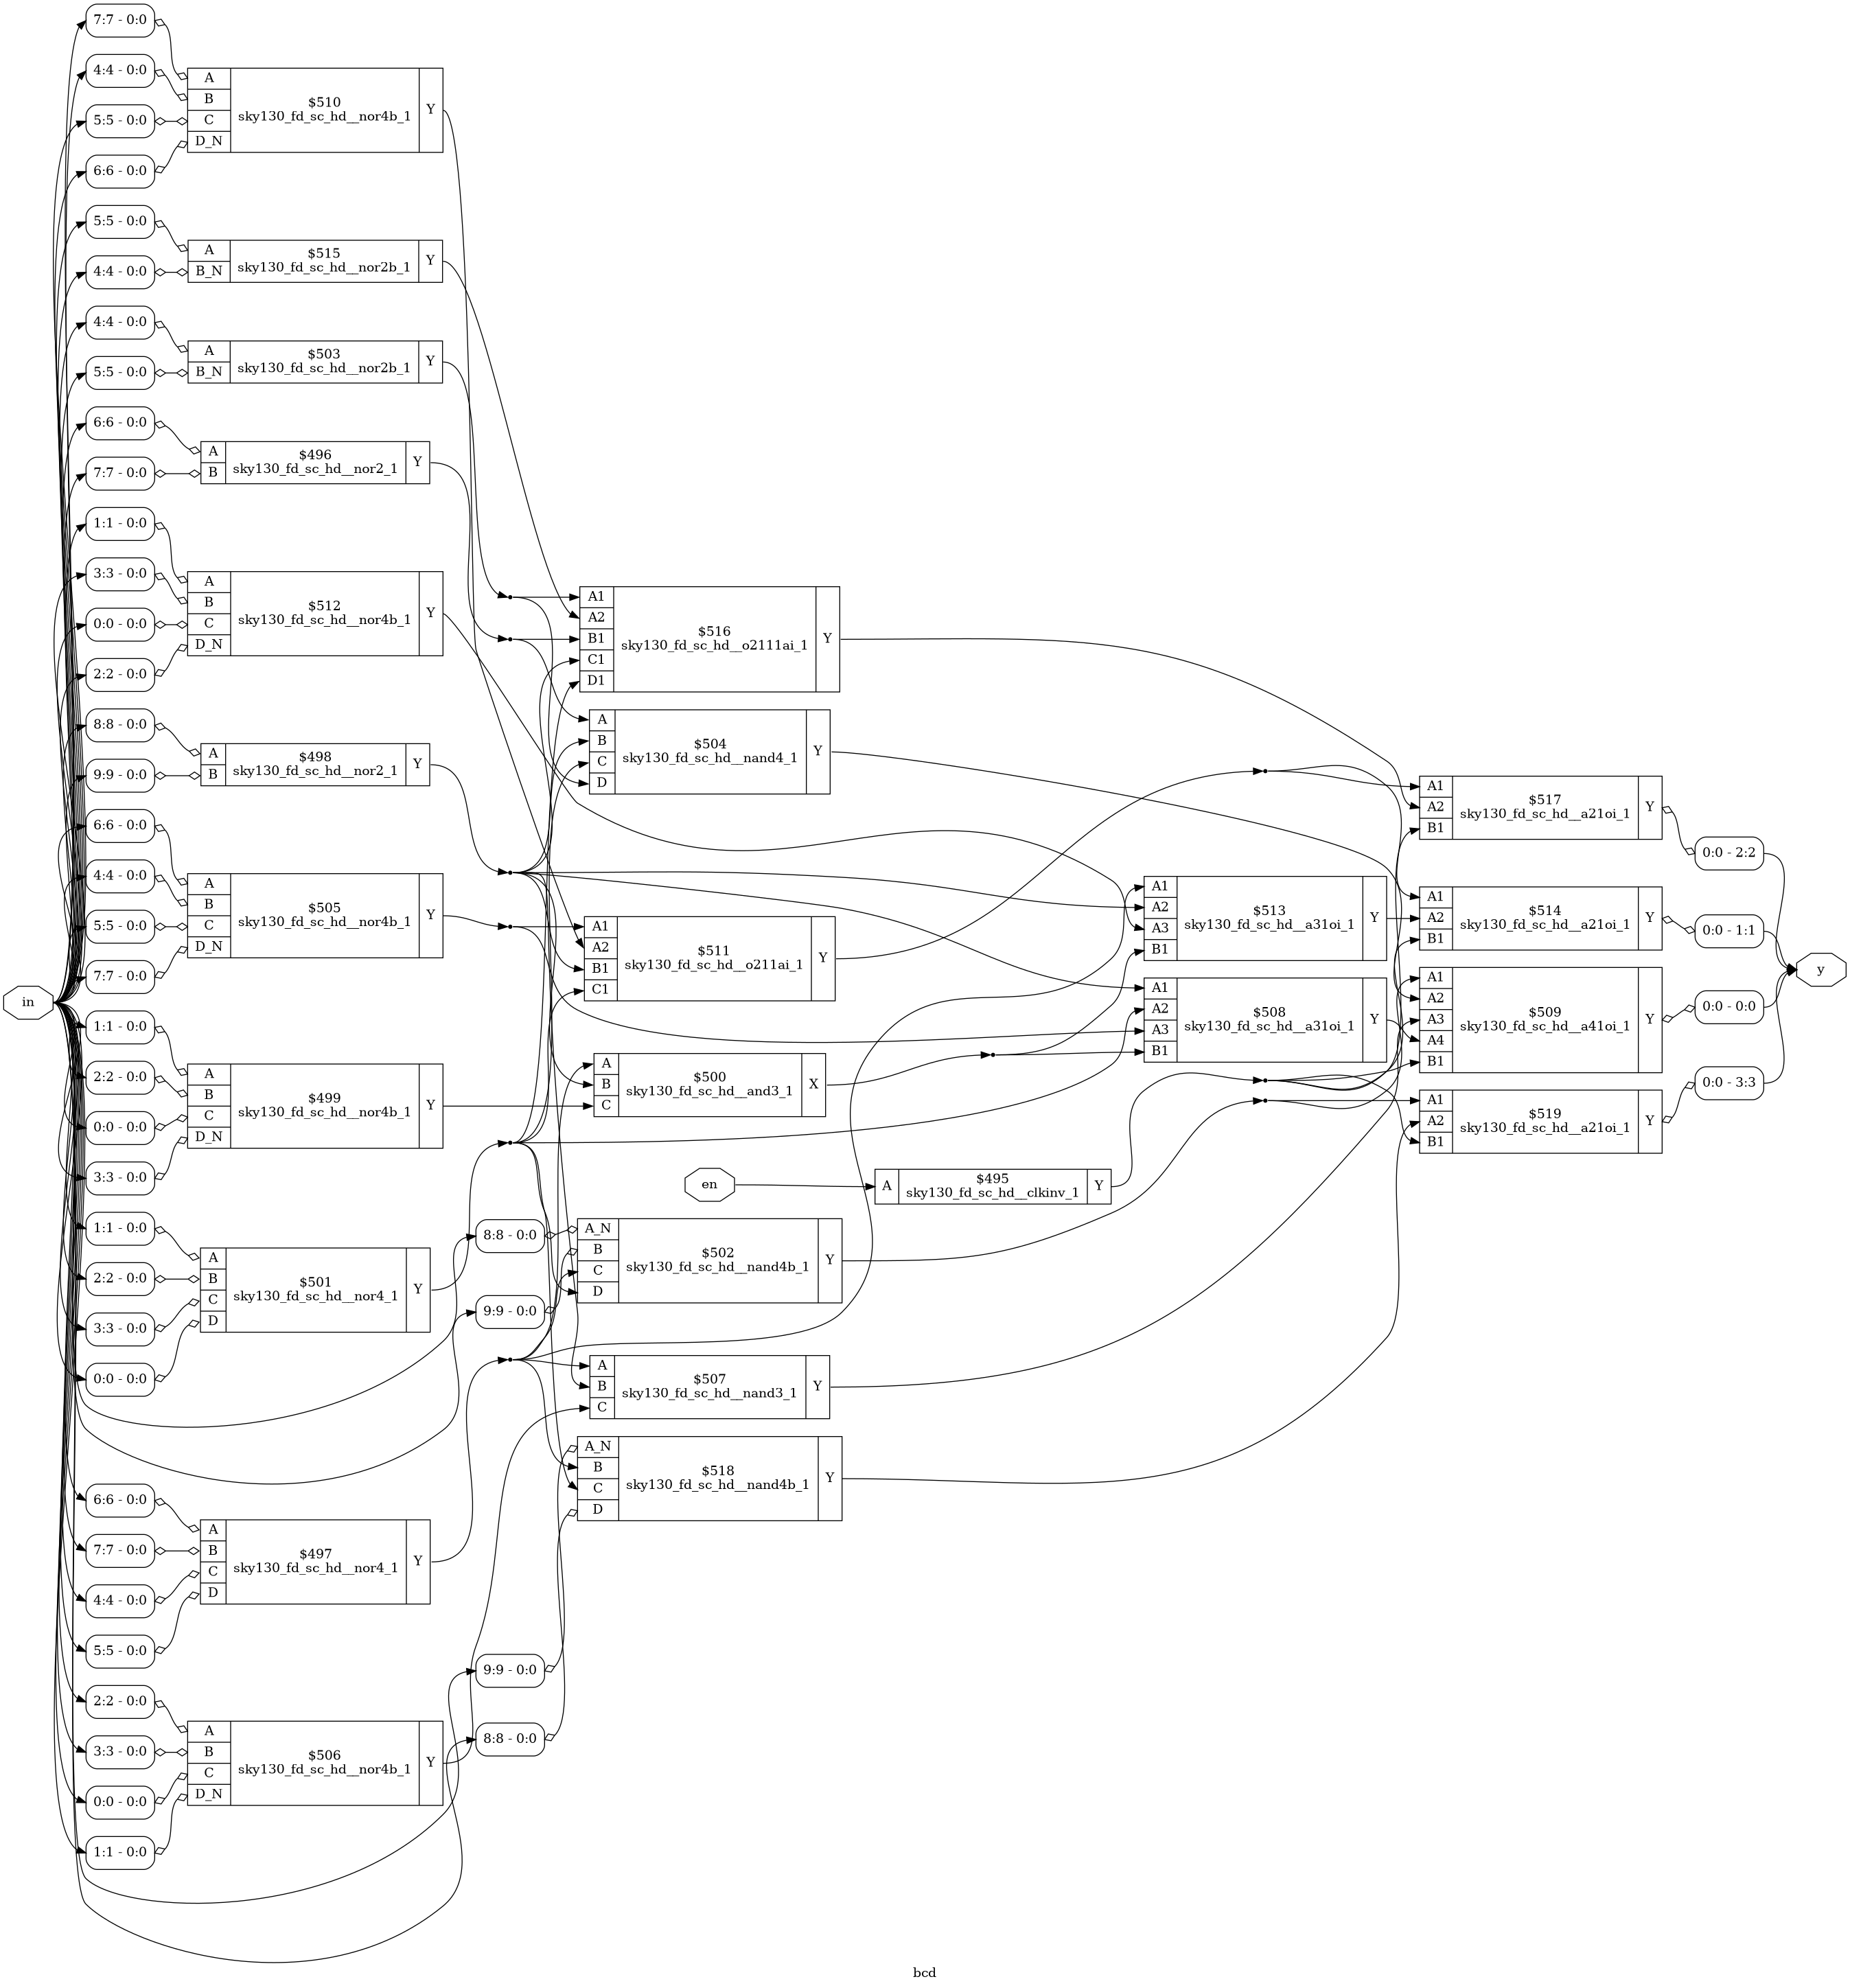 7:7 - 0:0
4:4 - 0:0
5:5 - 0:0
6:6 - 0:0
A
B
C
D_N
$510
sky130_fd_sc_hd__nor4b_1
Y
5:5 - 0:0
4:4 - 0:0
A
B_N
$515
sky130_fd_sc_hd__nor2b_1
Y
4:4 - 0:0
5:5 - 0:0
A
B_N
$503
sky130_fd_sc_hd__nor2b_1
Y
6:6 - 0:0
7:7 - 0:0
A
B
$496
sky130_fd_sc_hd__nor2_1
Y
1:1 - 0:0
3:3 - 0:0
0:0 - 0:0
2:2 - 0:0
A
B
C
D_N
$512
sky130_fd_sc_hd__nor4b_1
Y
8:8 - 0:0
9:9 - 0:0
A
B
$498
sky130_fd_sc_hd__nor2_1
Y
6:6 - 0:0
4:4 - 0:0
5:5 - 0:0
7:7 - 0:0
A
B
C
D_N
$505
sky130_fd_sc_hd__nor4b_1
Y
in
1:1 - 0:0
2:2 - 0:0
0:0 - 0:0
3:3 - 0:0
A
B
C
D_N
$499
sky130_fd_sc_hd__nor4b_1
Y
1:1 - 0:0
2:2 - 0:0
3:3 - 0:0
0:0 - 0:0
A
B
C
D
$501
sky130_fd_sc_hd__nor4_1
Y
6:6 - 0:0
7:7 - 0:0
4:4 - 0:0
5:5 - 0:0
A
B
C
D
$497
sky130_fd_sc_hd__nor4_1
Y
2:2 - 0:0
3:3 - 0:0
0:0 - 0:0
1:1 - 0:0
A
B
C
D_N
$506
sky130_fd_sc_hd__nor4b_1
Y
A1
A2
B1
C1
D1
$516
sky130_fd_sc_hd__o2111ai_1
Y
A
B
C
D
$504
sky130_fd_sc_hd__nand4_1
Y
A1
A2
B1
C1
$511
sky130_fd_sc_hd__o211ai_1
Y
A
B
C
$500
sky130_fd_sc_hd__and3_1
X
en
A
$495
sky130_fd_sc_hd__clkinv_1
Y
8:8 - 0:0
9:9 - 0:0
A_N
B
C
D
$502
sky130_fd_sc_hd__nand4b_1
Y
A
B
C
$507
sky130_fd_sc_hd__nand3_1
Y
A_N
B
C
D
$518
sky130_fd_sc_hd__nand4b_1
Y
9:9 - 0:0
8:8 - 0:0
A1
A2
A3
B1
$513
sky130_fd_sc_hd__a31oi_1
Y
A1
A2
A3
B1
$508
sky130_fd_sc_hd__a31oi_1
Y
A1
A2
B1
$517
sky130_fd_sc_hd__a21oi_1
Y
0:0 - 2:2
A1
A2
B1
$514
sky130_fd_sc_hd__a21oi_1
Y
0:0 - 1:1
A1
A2
A3
A4
B1
$509
sky130_fd_sc_hd__a41oi_1
Y
0:0 - 0:0
A1
A2
B1
$519
sky130_fd_sc_hd__a21oi_1
Y
0:0 - 3:3
y
bcd